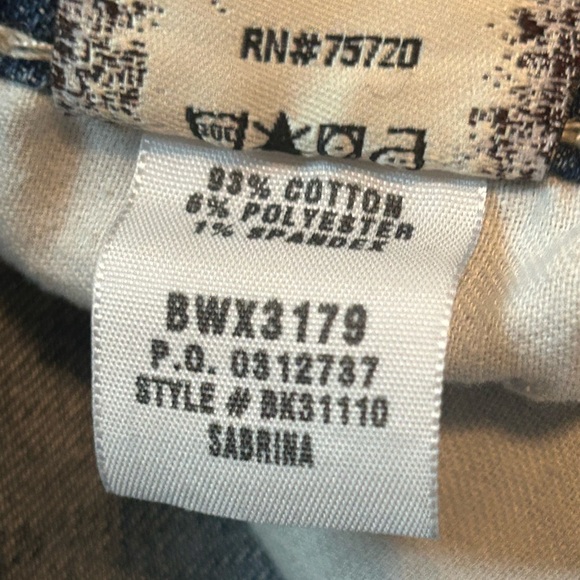 RN#75720
93% COTTON
6% POLYESTER
1% SPANDEX
BWX3179
P.O. 0312737
STYLE # BK31110
SABRINA